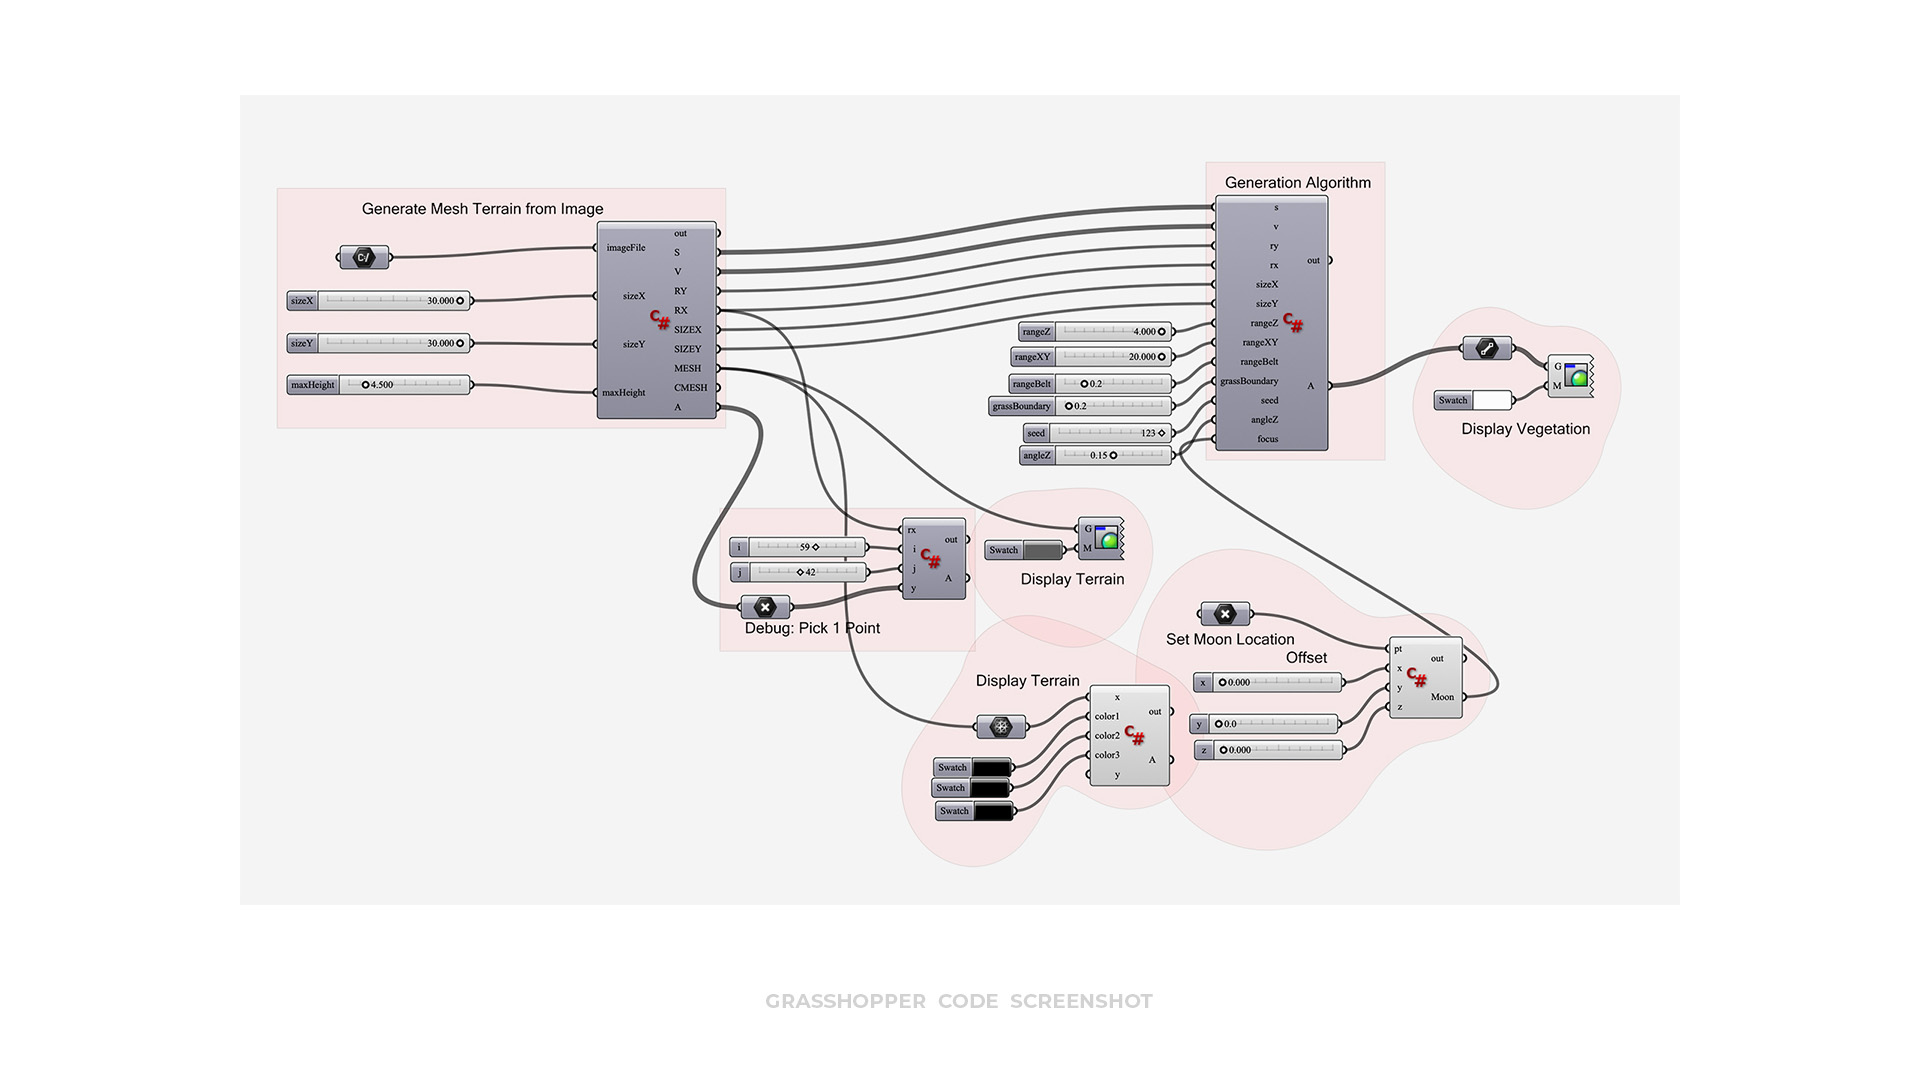 Generate Mesh Terrain from Image
C:/
imageFile
sizeX 30.000
sizeY 30.000
maxHeight 4.500
sizeX
sizeY
maxHeight
C#
out
S
V
RY
RX
SIZEX
SIZEY
MESH
CMESH
A
Generation Algorithm
s
v
ry
rx
sizeX
sizeY
rangeZ
rangeXY
rangeBelt
grassBoundary
seed
angleZ
focus
C#
out
A
rangeZ 4.000
rangeXY 20.000
rangeBelt 0.2
grassBoundary 0.2
seed 123
angleZ 0.15
G
M
Swatch
Display Vegetation
i 59
j 42
rx
i
j
y
C#
out
A
Debug: Pick 1 Point
Swatch
G
M
Display Terrain
Display Terrain
Swatch
Swatch
Swatch
x
color1
color2
color3
y
C#
out
A
Set Moon Location
Offset
x 0.000
y 0.0
z 0.000
pt
x
y
z
C#
out
Moon
GRASSHOPPER CODE SCREENSHOT